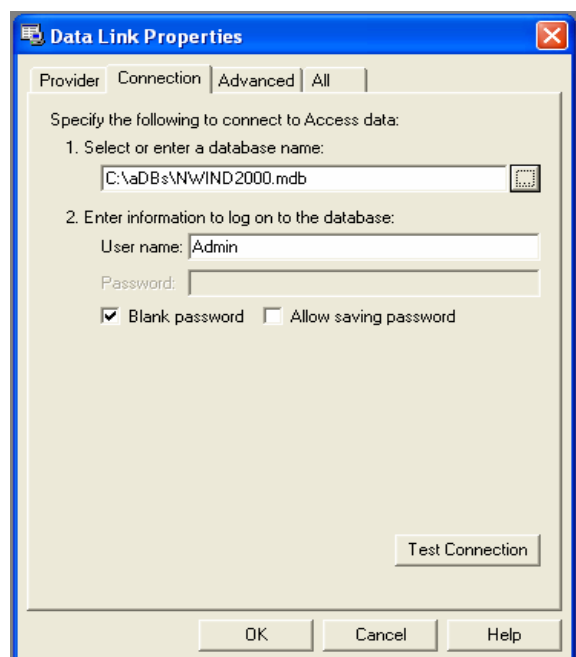 Data Link Properties
Provider Connection Advanced All
Specify the following to connect to Access data:
1. Select or enter a database name:
C:\aDBs\NWIND2000.mdb ...
2. Enter information to log on to the database:
User name: Admin
Password:
Blank password Allow saving password
Test Connection
OK Cancel Help